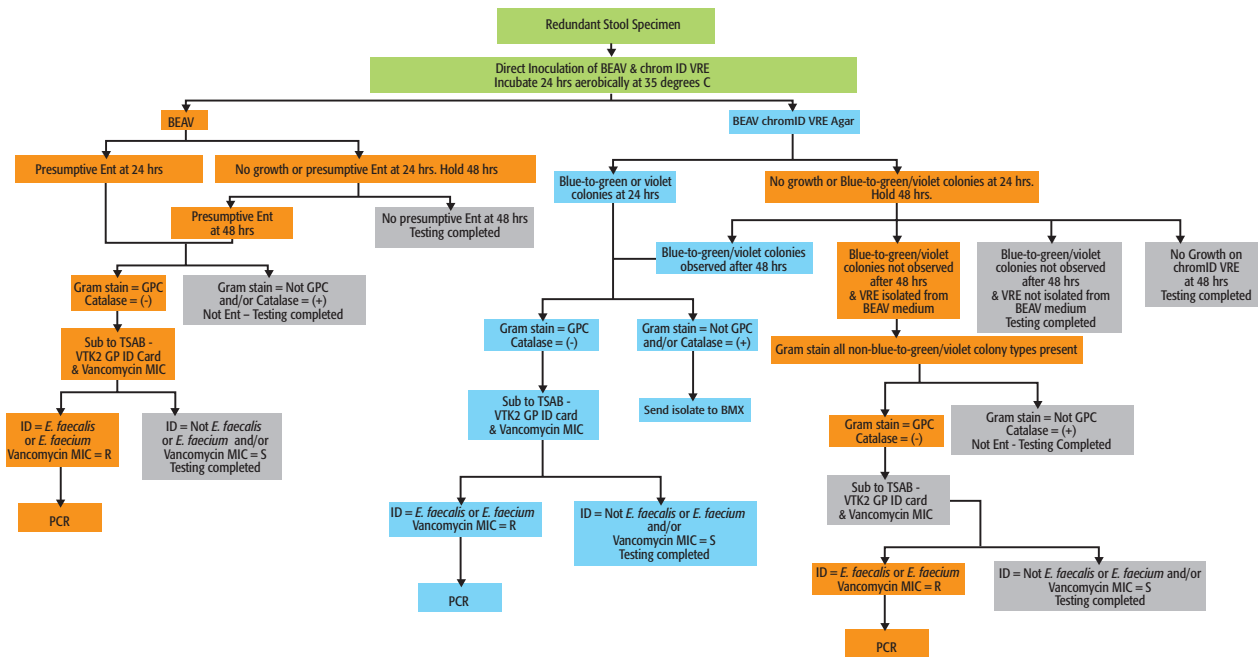 Redundant Stool Specimen
Direct Inoculation of BEAV & chrom ID VRE
Incubate 24 hrs aerobically at 35 degrees C
BEAV
BEAV chromID VRE Agar
Presumptive Ent at 24 hrs
No growth or presumptive Ent at 24 hrs. Hold 48 hrs
Presumptive Ent
at 48 hrs
No presumptive Ent at 48 hrs
Testing completed
Gram stain = GPC
Catalase = (-)
Gram stain = Not GPC
and/or Catalase = (+)
Not Ent – Testing completed
Sub to TSAB -
VTK2 GP ID Card
& Vancomycin MIC
ID = E. faecalis
or E. faecium
Vancomycin MIC = R
ID = Not E. faecalis
or E. faecium and/or
Vancomycin MIC = S
Testing completed
PCR
Blue-to-green or violet
colonies at 24 hrs
No growth or Blue-to-green/violet colonies at 24 hrs.
Hold 48 hrs.
Blue-to-green/violet colonies
observed after 48 hrs
Blue-to-green/violet
colonies not observed
after 48 hrs
& VRE isolated from
BEAV medium
Blue-to-green/violet
colonies not observed
after 48 hrs
& VRE not isolated from
BEAV medium
Testing completed
No Growth on
chromID VRE
at 48 hrs
Testing completed
Gram stain = GPC
Catalase = (-)
Gram stain = Not GPC
and/or Catalase = (+)
Sub to TSAB -
VTK2 GP ID card
& Vancomycin MIC
Send isolate to BMX
ID = E. faecalis or E. faecium
Vancomycin MIC = R
ID = Not E. faecalis or E. faecium
and/or
Vancomycin MIC = S
Testing completed
PCR
Gram stain all non-blue-to-green/violet colony types present
Gram stain = GPC
Catalase = (-)
Gram stain = Not GPC
Catalase = (+)
Not Ent - Testing Completed
Sub to TSAB -
VTK2 GP ID card
& Vancomycin MIC
ID = E. faecalis or E. faecium
Vancomycin MIC = R
ID = Not E. faecalis or E. faecium and/or
Vancomycin MIC = S
Testing completed
PCR